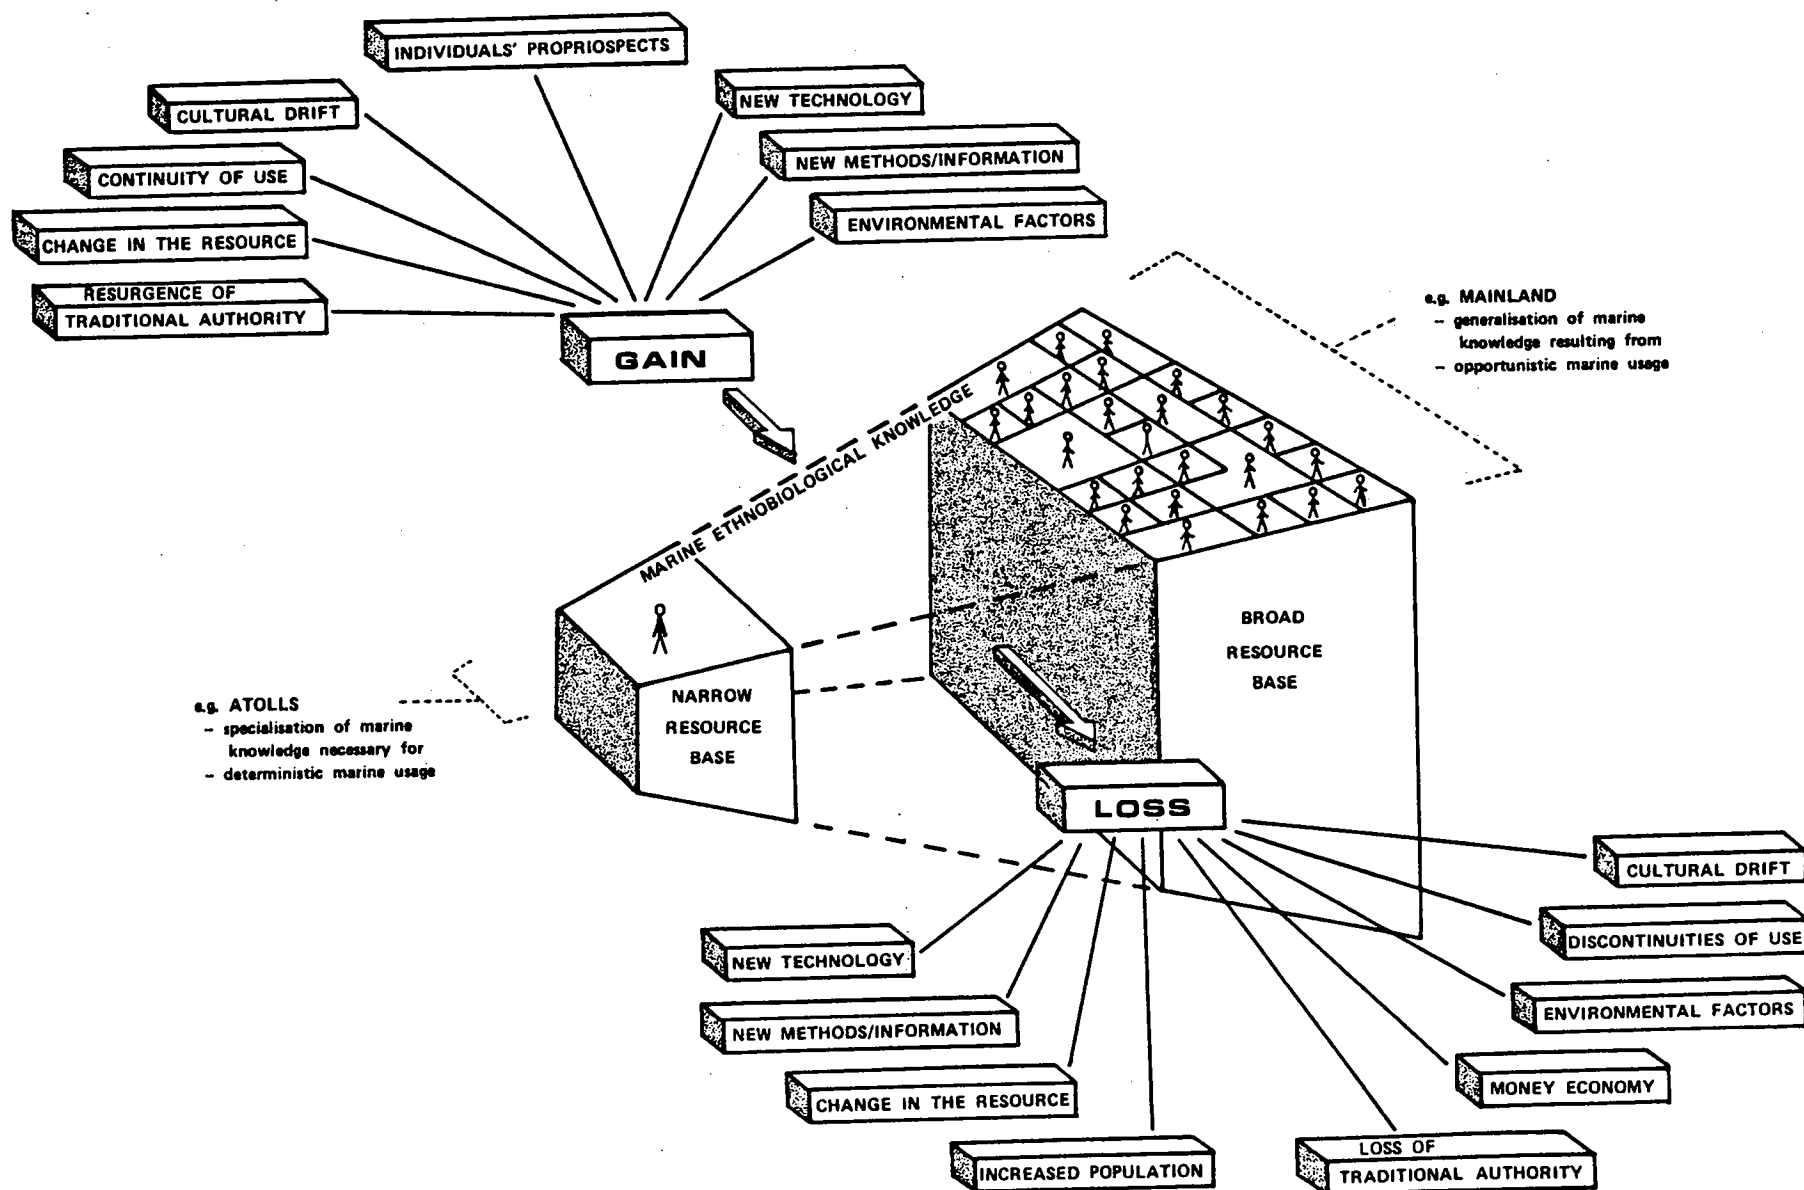 INDIVIDUALS' PROPRIOSPECTS
CULTURAL DRIFT
NEW TECHNOLOGY
CONTINUITY OF USE
NEW METHODS/INFORMATION
CHANGE IN THE RESOURCE
ENVIRONMENTAL FACTORS
RESURGENCE OF
TRADITIONAL AUTHORITY
GAIN
e.g. MAINLAND
-- generalisation of marine
knowledge resulting from
-- opportunistic marine usage
MARINE ETHNOBIOLOGICAL KNOWLEDGE
BROAD
RESOURCE
BASE
NARROW
RESOURCE
BASE
e.g. ATOLLS
-- specialisation of marine
knowledge necessary for
-- deterministic marine usage
LOSS
CULTURAL DRIFT
NEW TECHNOLOGY
DISCONTINUITIES OF USE
NEW METHODS/INFORMATION
ENVIRONMENTAL FACTORS
CHANGE IN THE RESOURCE
MONEY ECONOMY
INCREASED POPULATION
LOSS OF
TRADITIONAL AUTHORITY